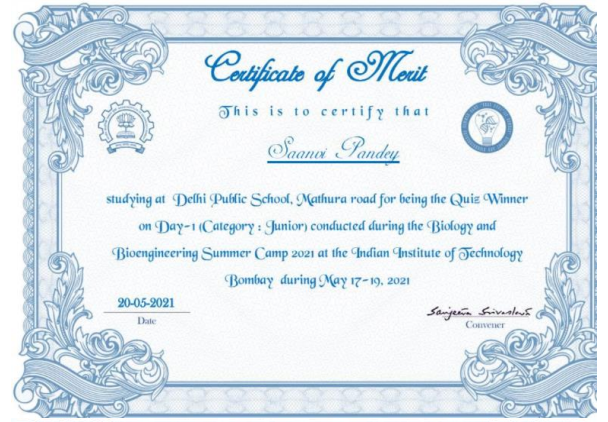 Certificate of Merit
This is to certify that
Saanvi Pandey
studying at Delhi Public School, Mathura road for being the Quiz Winner
on Day-1 (Category : Junior) conducted during the Biology and
Bioengineering Summer Camp 2021 at the Indian Institute of Technology
Bombay during May 17-19, 2021
20-05-2021
Date
Sanjeeva Srivastava
Convener